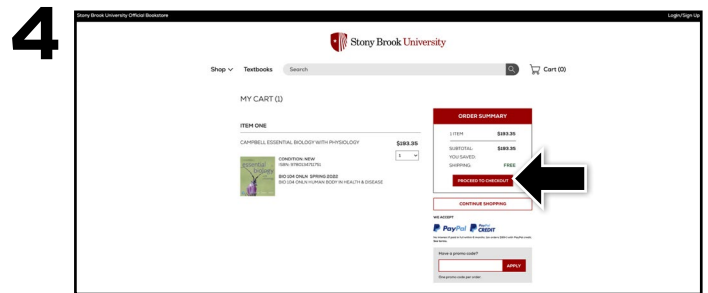 4
Stony Brook University Official Bookstore
Login/Sign Up
Stony Brook University
Shop
Textbooks
Search
Cart (0)
MY CART (1)
ITEM ONE
CAMPBELL ESSENTIAL BIOLOGY WITH PHYSIOLOGY
$193.35
1
essential biology
CONDITION: NEW
BIO 104 ONLN SPRING 2022
BIO 104 ONLN HUMAN BODY IN HEALTH & DISEASE
ORDER SUMMARY
1 ITEM $193.35
SUBTOTAL: $193.35
YOU SAVED:
SHIPPING: FREE
PROCEED TO CHECKOUT
CONTINUE SHOPPING
WE ACCEPT
PayPal PayPal CREDIT
Have a promo code?
APPLY
One promo code per order.